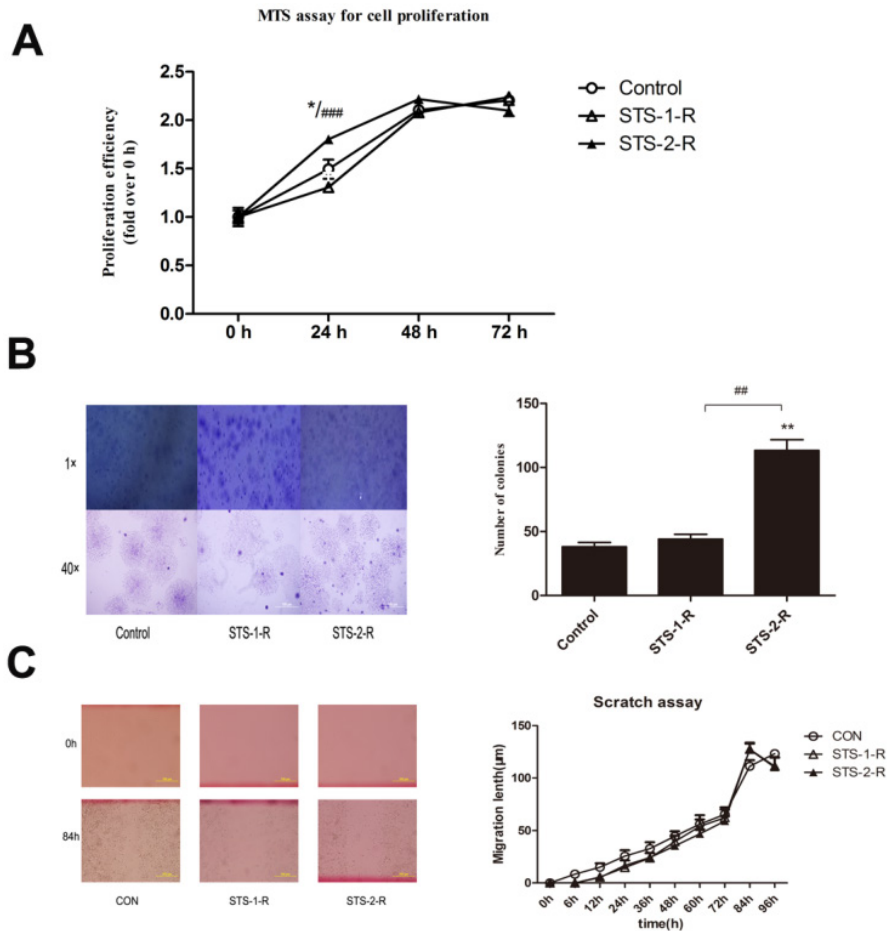 MTS assay for cell proliferation
A
Proliferation efficiency
(fold over 0 h)
2.5
2.0
1.5
1.0
0.5
0.0
*/###
0 h
24 h
48 h
72 h
Control
STS-1-R
STS-2-R
B
1×
40×
Control
STS-1-R
STS-2-R
Number of colonies
150
100
50
0
##
**
Control
STS-1-R
STS-2-R
C
0h
84h
CON
STS-1-R
STS-2-R
Scratch assay
Migration lenth(μm)
150
100
50
0
0h
6h
12h
24h
36h
48h
60h
72h
84h
96h
time(h)
CON
STS-1-R
STS-2-R